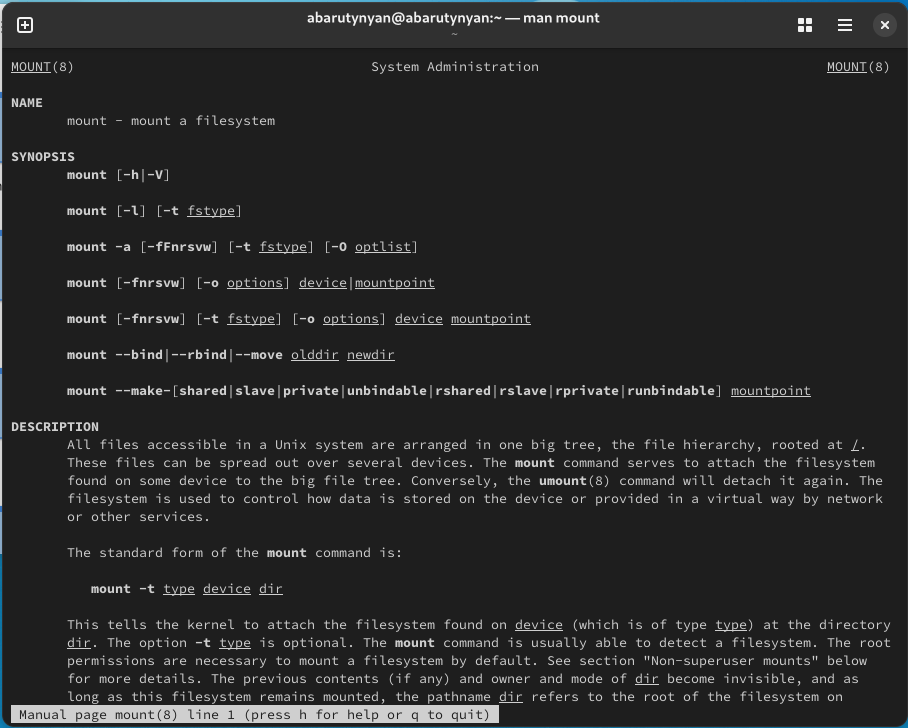 abarutynyan@abarutynyan:~ — man mount
~
MOUNT(8) System Administration MOUNT(8)
NAME
mount - mount a filesystem
SYNOPSIS
mount [-h|-V]
mount [-l] [-t fstype]
mount -a [-fFnrsvw] [-t fstype] [-O optlist]
mount [-fnrsvw] [-o options] device|mountpoint
mount [-fnrsvw] [-t fstype] [-o options] device mountpoint
mount --bind|--rbind|--move olddir newdir
mount --make-[shared|slave|private|unbindable|rshared|rslave|rprivate|runbindable] mountpoint
DESCRIPTION
All files accessible in a Unix system are arranged in one big tree, the file hierarchy, rooted at /.
These files can be spread out over several devices. The mount command serves to attach the filesystem
found on some device to the big file tree. Conversely, the umount(8) command will detach it again. The
filesystem is used to control how data is stored on the device or provided in a virtual way by network
or other services.
The standard form of the mount command is:
mount -t type device dir
This tells the kernel to attach the filesystem found on device (which is of type type) at the directory
dir. The option -t type is optional. The mount command is usually able to detect a filesystem. The root
permissions are necessary to mount a filesystem by default. See section "Non-superuser mounts" below
for more details. The previous contents (if any) and owner and mode of dir become invisible, and as
long as this filesystem remains mounted, the pathname dir refers to the root of the filesystem on
Manual page mount(8) line 1 (press h for help or q to quit)